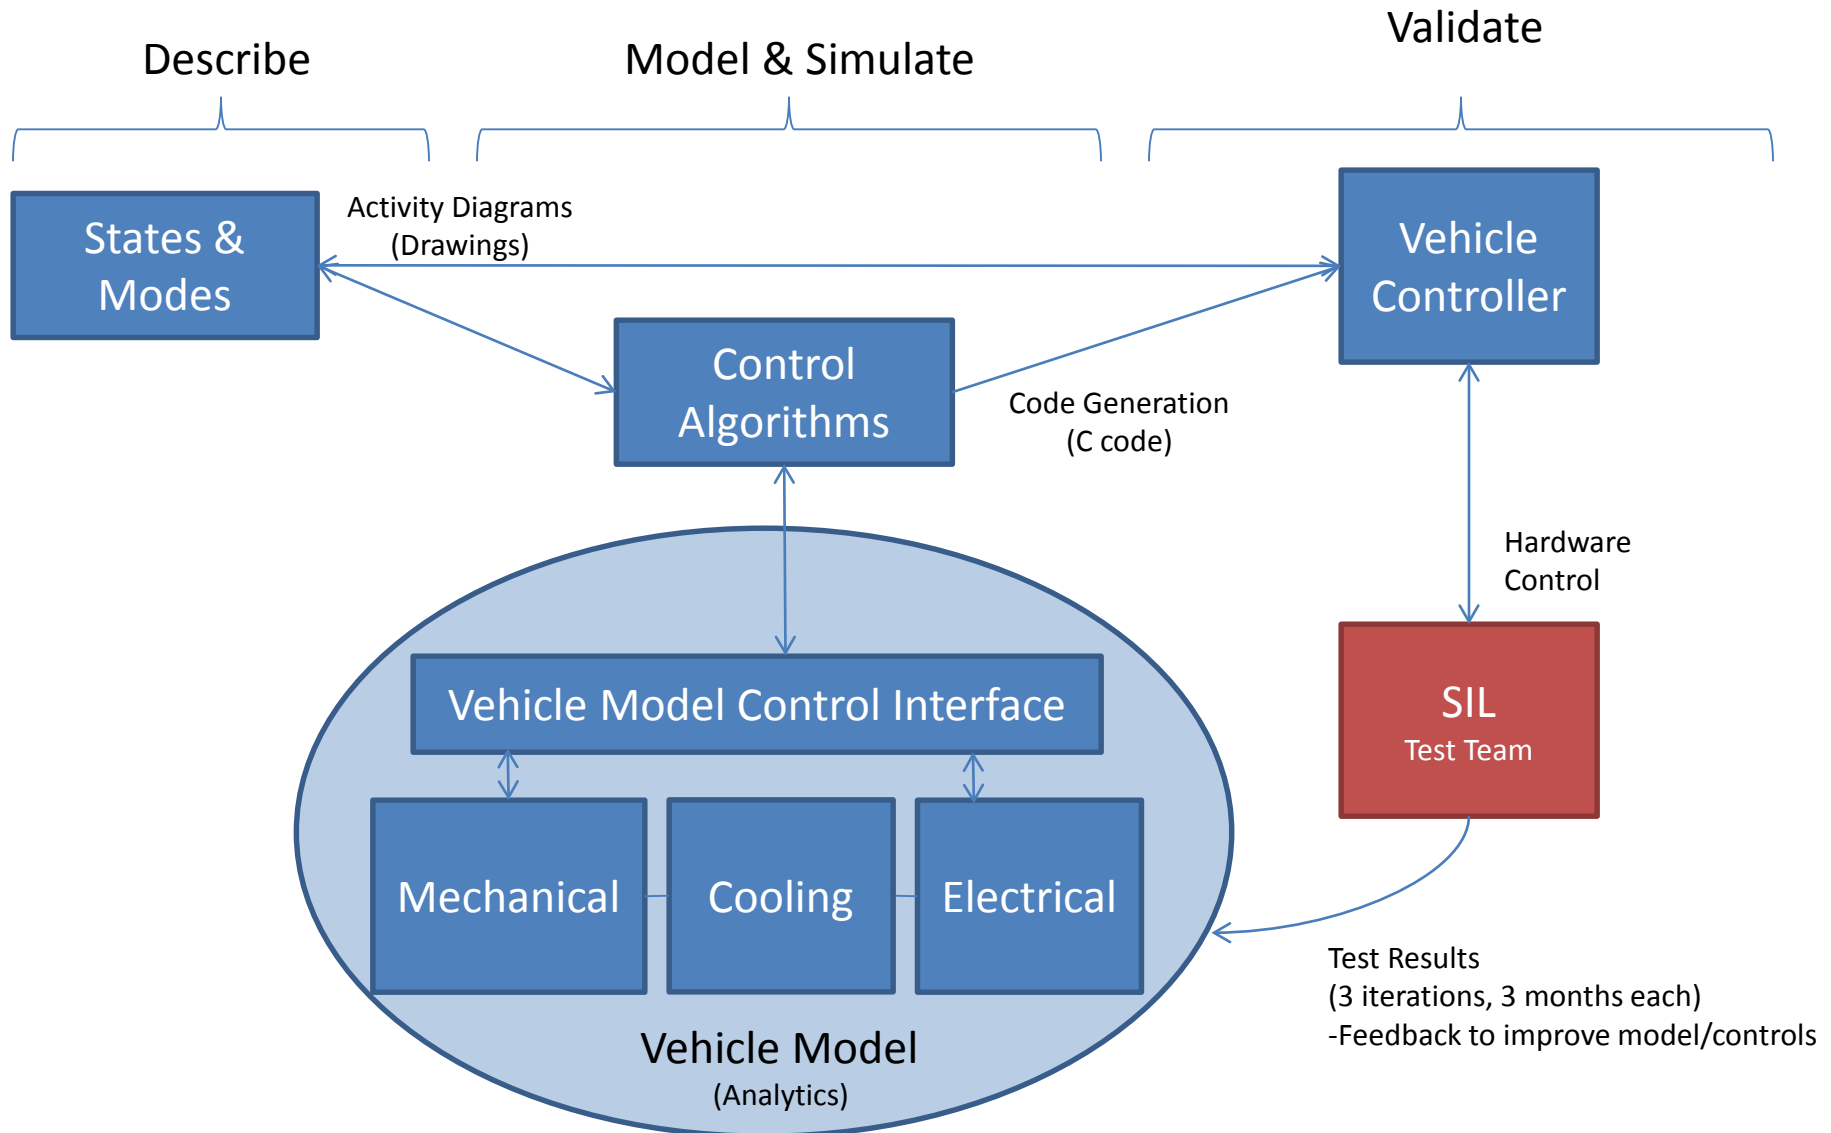 Describe
Model & Simulate
Validate
States &
Modes
Activity Diagrams
(Drawings)
Vehicle
Controller
Control
Algorithms
Code Generation
(C code)
Hardware
Control
Vehicle Model Control Interface
SIL
Test Team
Mechanical
Cooling
Electrical
Test Results
(3 iterations, 3 months each)
-Feedback to improve model/controls
Vehicle Model
(Analytics)